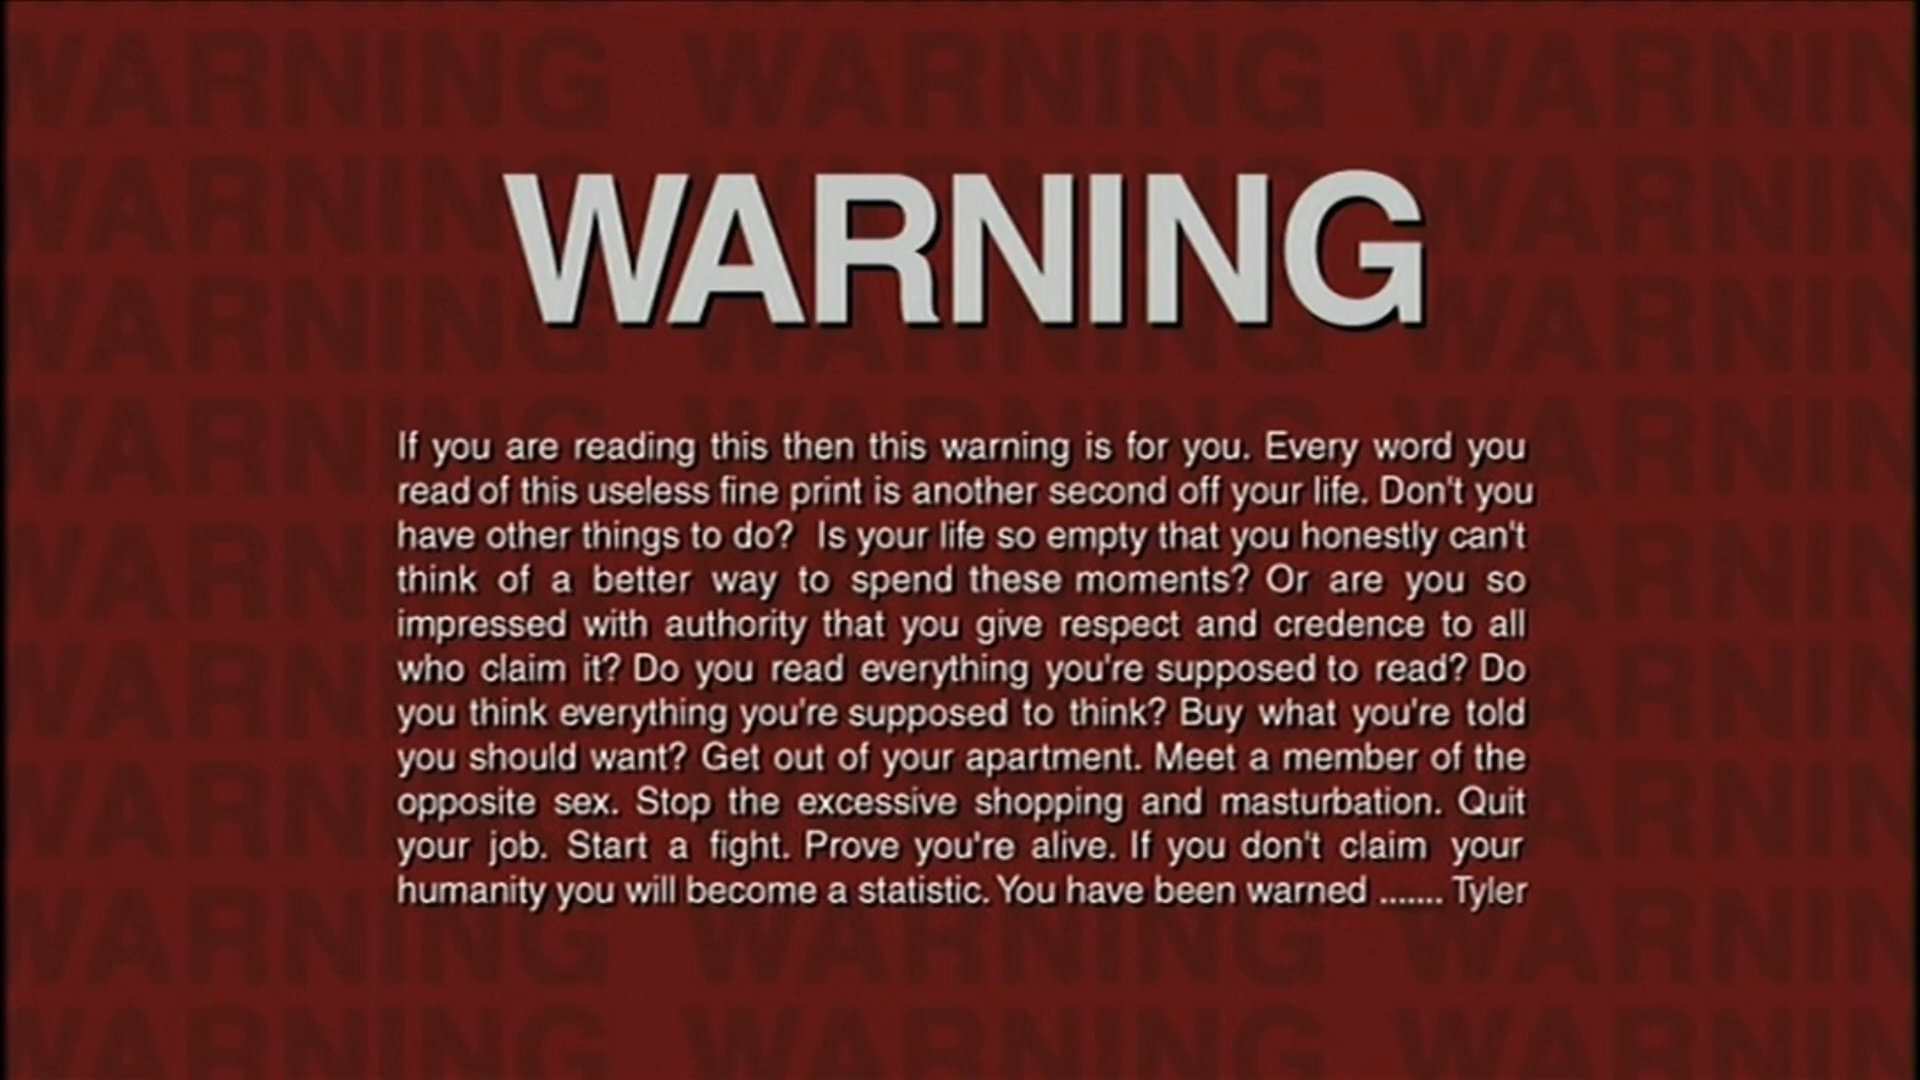 WARNING WARNING WARNIN
WARNING
If you are reading this then this warning is for you. Every word you
read of this useless fine print is another second off your life. Don't you
have other things to do?  Is your life so empty that you honestly can't
think of a better way to spend these moments? Or are you so
impressed with authority that you give respect and credence to all
who claim it? Do you read everything you're supposed to read? Do
you think everything you're supposed to think? Buy what you're told
you should want? Get out of your apartment. Meet a member of the
opposite sex. Stop the excessive shopping and masturbation. Quit
your job. Start a fight. Prove you're alive. If you don't claim your
humanity you will become a statistic. You have been warned ....... Tyler
WARNING WARNING WARNIN